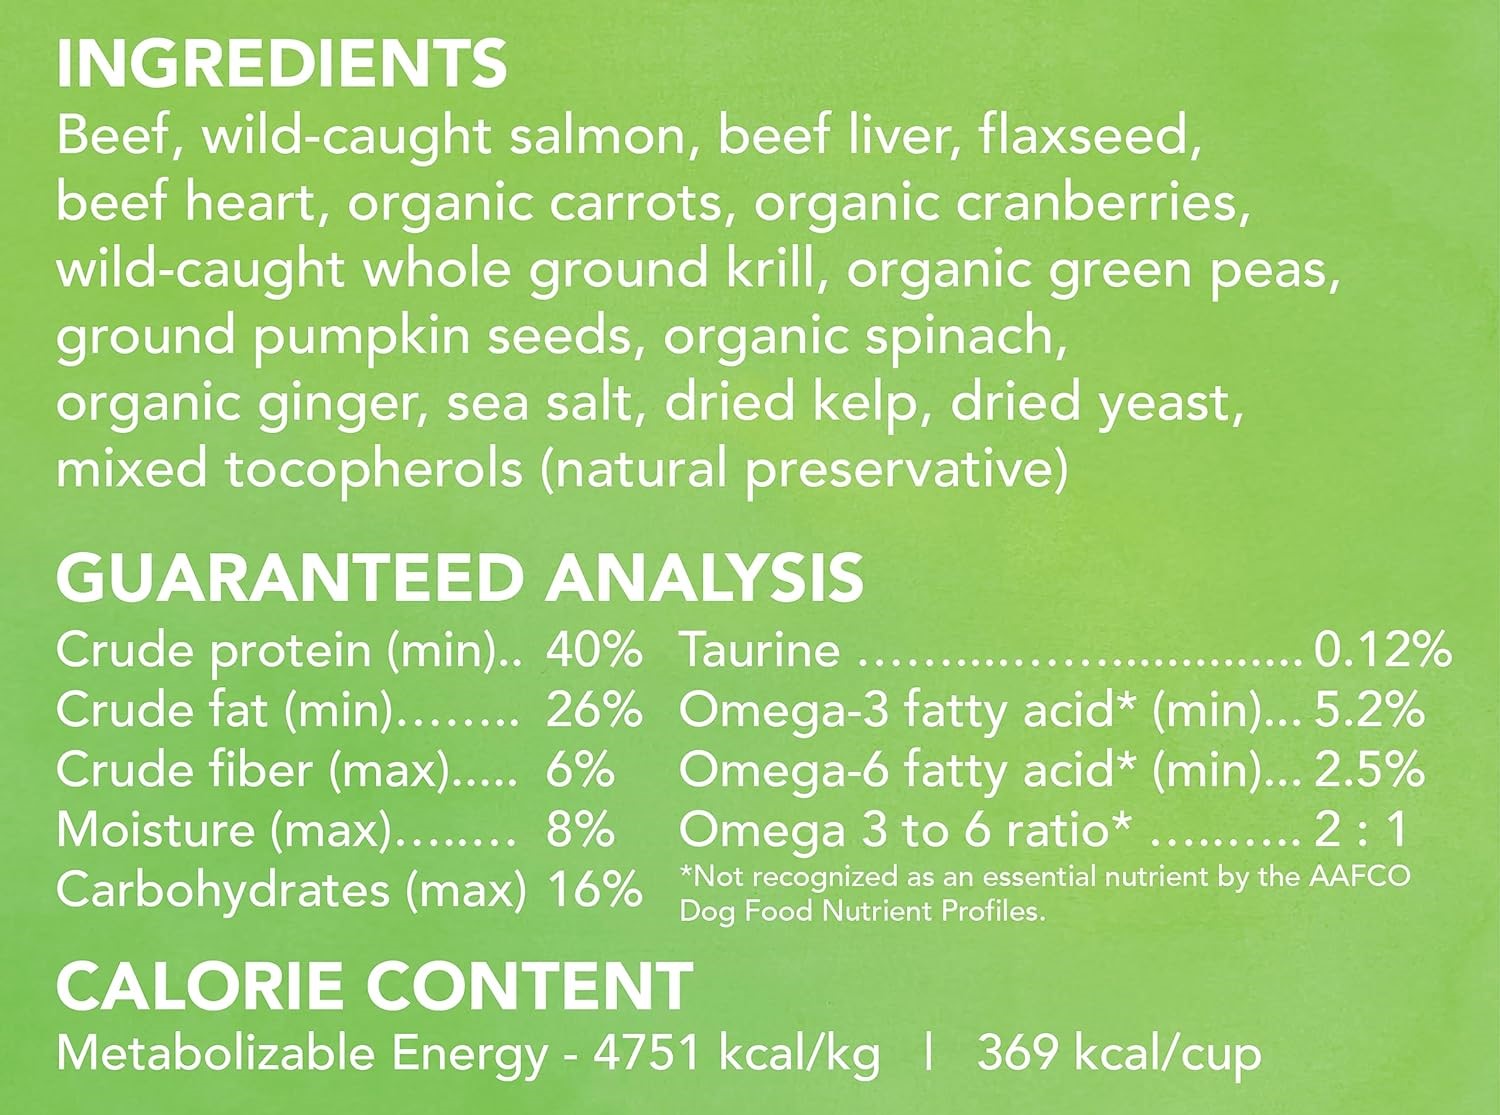 INGREDIENTS
Beef, wild-caught salmon, beef liver, flaxseed,
beef heart, organic carrots, organic cranberries,
wild-caught whole ground krill, organic green peas,
ground pumpkin seeds, organic spinach,
organic ginger, sea salt, dried kelp, dried yeast,
mixed tocopherols (natural preservative)
GUARANTEED ANALYSIS
Crude protein (min).. 40%
Crude fat (min)........ 26%
Crude fiber (max)..... 6%
Moisture (max)........ 8%
Carbohydrates (max) 16%
Taurine ................................ 0.12%
Omega-3 fatty acid* (min)... 5.2%
Omega-6 fatty acid* (min)... 2.5%
Omega 3 to 6 ratio* ........... 2 : 1
*Not recognized as an essential nutrient by the AAFCO
Dog Food Nutrient Profiles.
CALORIE CONTENT
Metabolizable Energy - 4751 kcal/kg | 369 kcal/cup